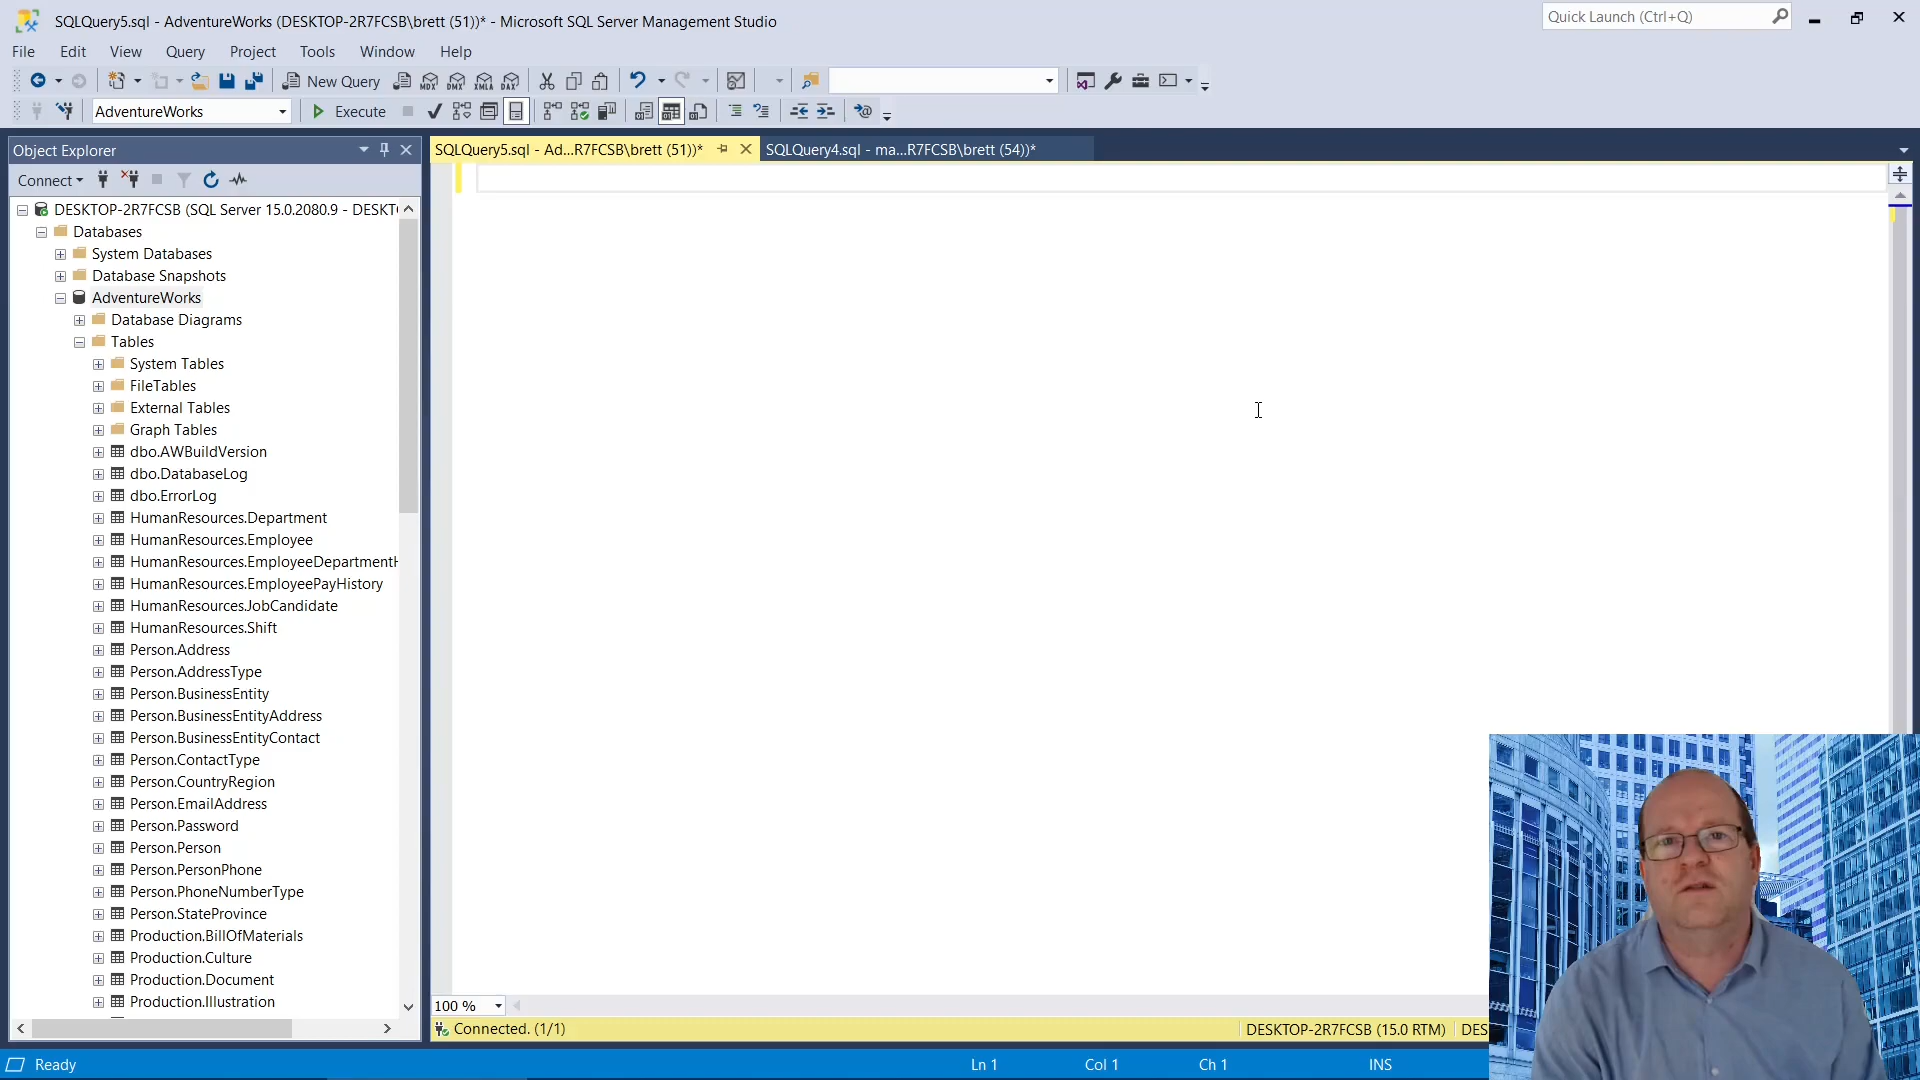 SQLQuery5.sql - AdventureWorks (DESKTOP-2R7FCSB\brett (51))* - Microsoft SQL Server Management Studio
Quick Launch (Ctrl+Q)
File Edit View Query Project Tools Window Help
New Query
MDX DMX XMLA DAX
AdventureWorks
Execute
Object Explorer
SQLQuery5.sql - Ad...R7FCSB\brett (51))*
SQLQuery4.sql - ma...R7FCSB\brett (54))*
Connect
DESKTOP-2R7FCSB (SQL Server 15.0.2080.9 - DESKT
Databases
System Databases
Database Snapshots
AdventureWorks
Database Diagrams
Tables
System Tables
FileTables
External Tables
Graph Tables
dbo.AWBuildVersion
dbo.DatabaseLog
dbo.ErrorLog
HumanResources.Department
HumanResources.Employee
HumanResources.EmployeeDepartmentH
HumanResources.EmployeePayHistory
HumanResources.JobCandidate
HumanResources.Shift
Person.Address
Person.AddressType
Person.BusinessEntity
Person.BusinessEntityAddress
Person.BusinessEntityContact
Person.ContactType
Person.CountryRegion
Person.EmailAddress
Person.Password
Person.Person
Person.PersonPhone
Person.PhoneNumberType
Person.StateProvince
Production.BillOfMaterials
Production.Culture
Production.Document
Production.Illustration
100 %
Connected. (1/1)
DESKTOP-2R7FCSB (15.0 RTM)
DES
Ready
Ln 1
Col 1
Ch 1
INS